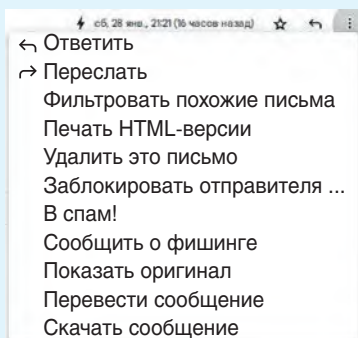 сб, 28 янв., 21:21 (16 часов назад)
Ответить
Переслать
Фильтровать похожие письма
Печать HTML-версии
Удалить это письмо
Заблокировать отправителя ...
В спам!
Сообщить о фишинге
Показать оригинал
Перевести сообщение
Скачать сообщение